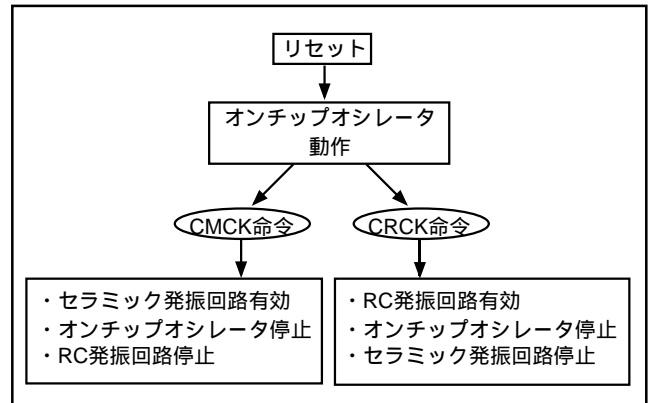 リセット
オンチップオシレータ
動作
CMCK命令
CRCK命令
・セラミック発振回路有効
・オンチップオシレータ停止
・RC発振回路停止
・RC発振回路有効
・オンチップオシレータ停止
・セラミック発振回路停止